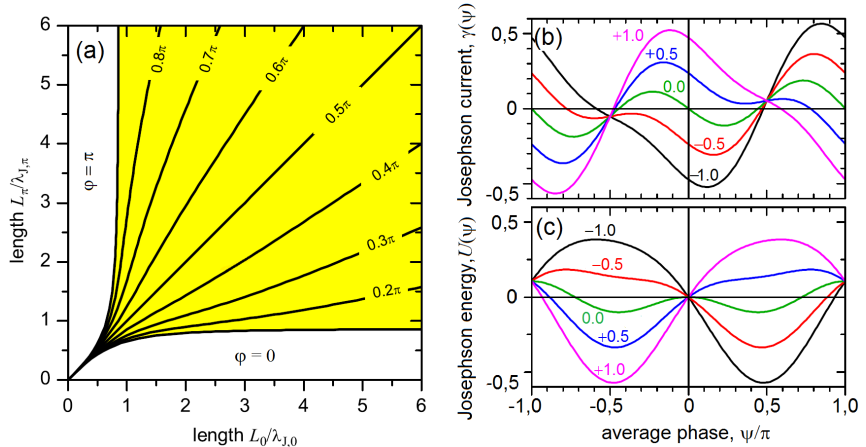 (a)
0.8π
0.7π
0.6π
0.5π
0.4π
0.3π
0.2π
φ = π
φ = 0
6
5
4
3
2
1
0
0 1 2 3 4 5 6
length L_π/λ_J,π
length L_0/λ_J,0
(b)
+1.0
+0.5
0.0
−0.5
−1.0
0,5
0
-0,5
Josephson current, γ(ψ)
(c)
−1.0
−0.5
0.0
+0.5
+1.0
0,5
0
-0,5
Josephson energy, U(ψ)
-1,0 -0,5 0 0,5 1,0
average phase, ψ/π